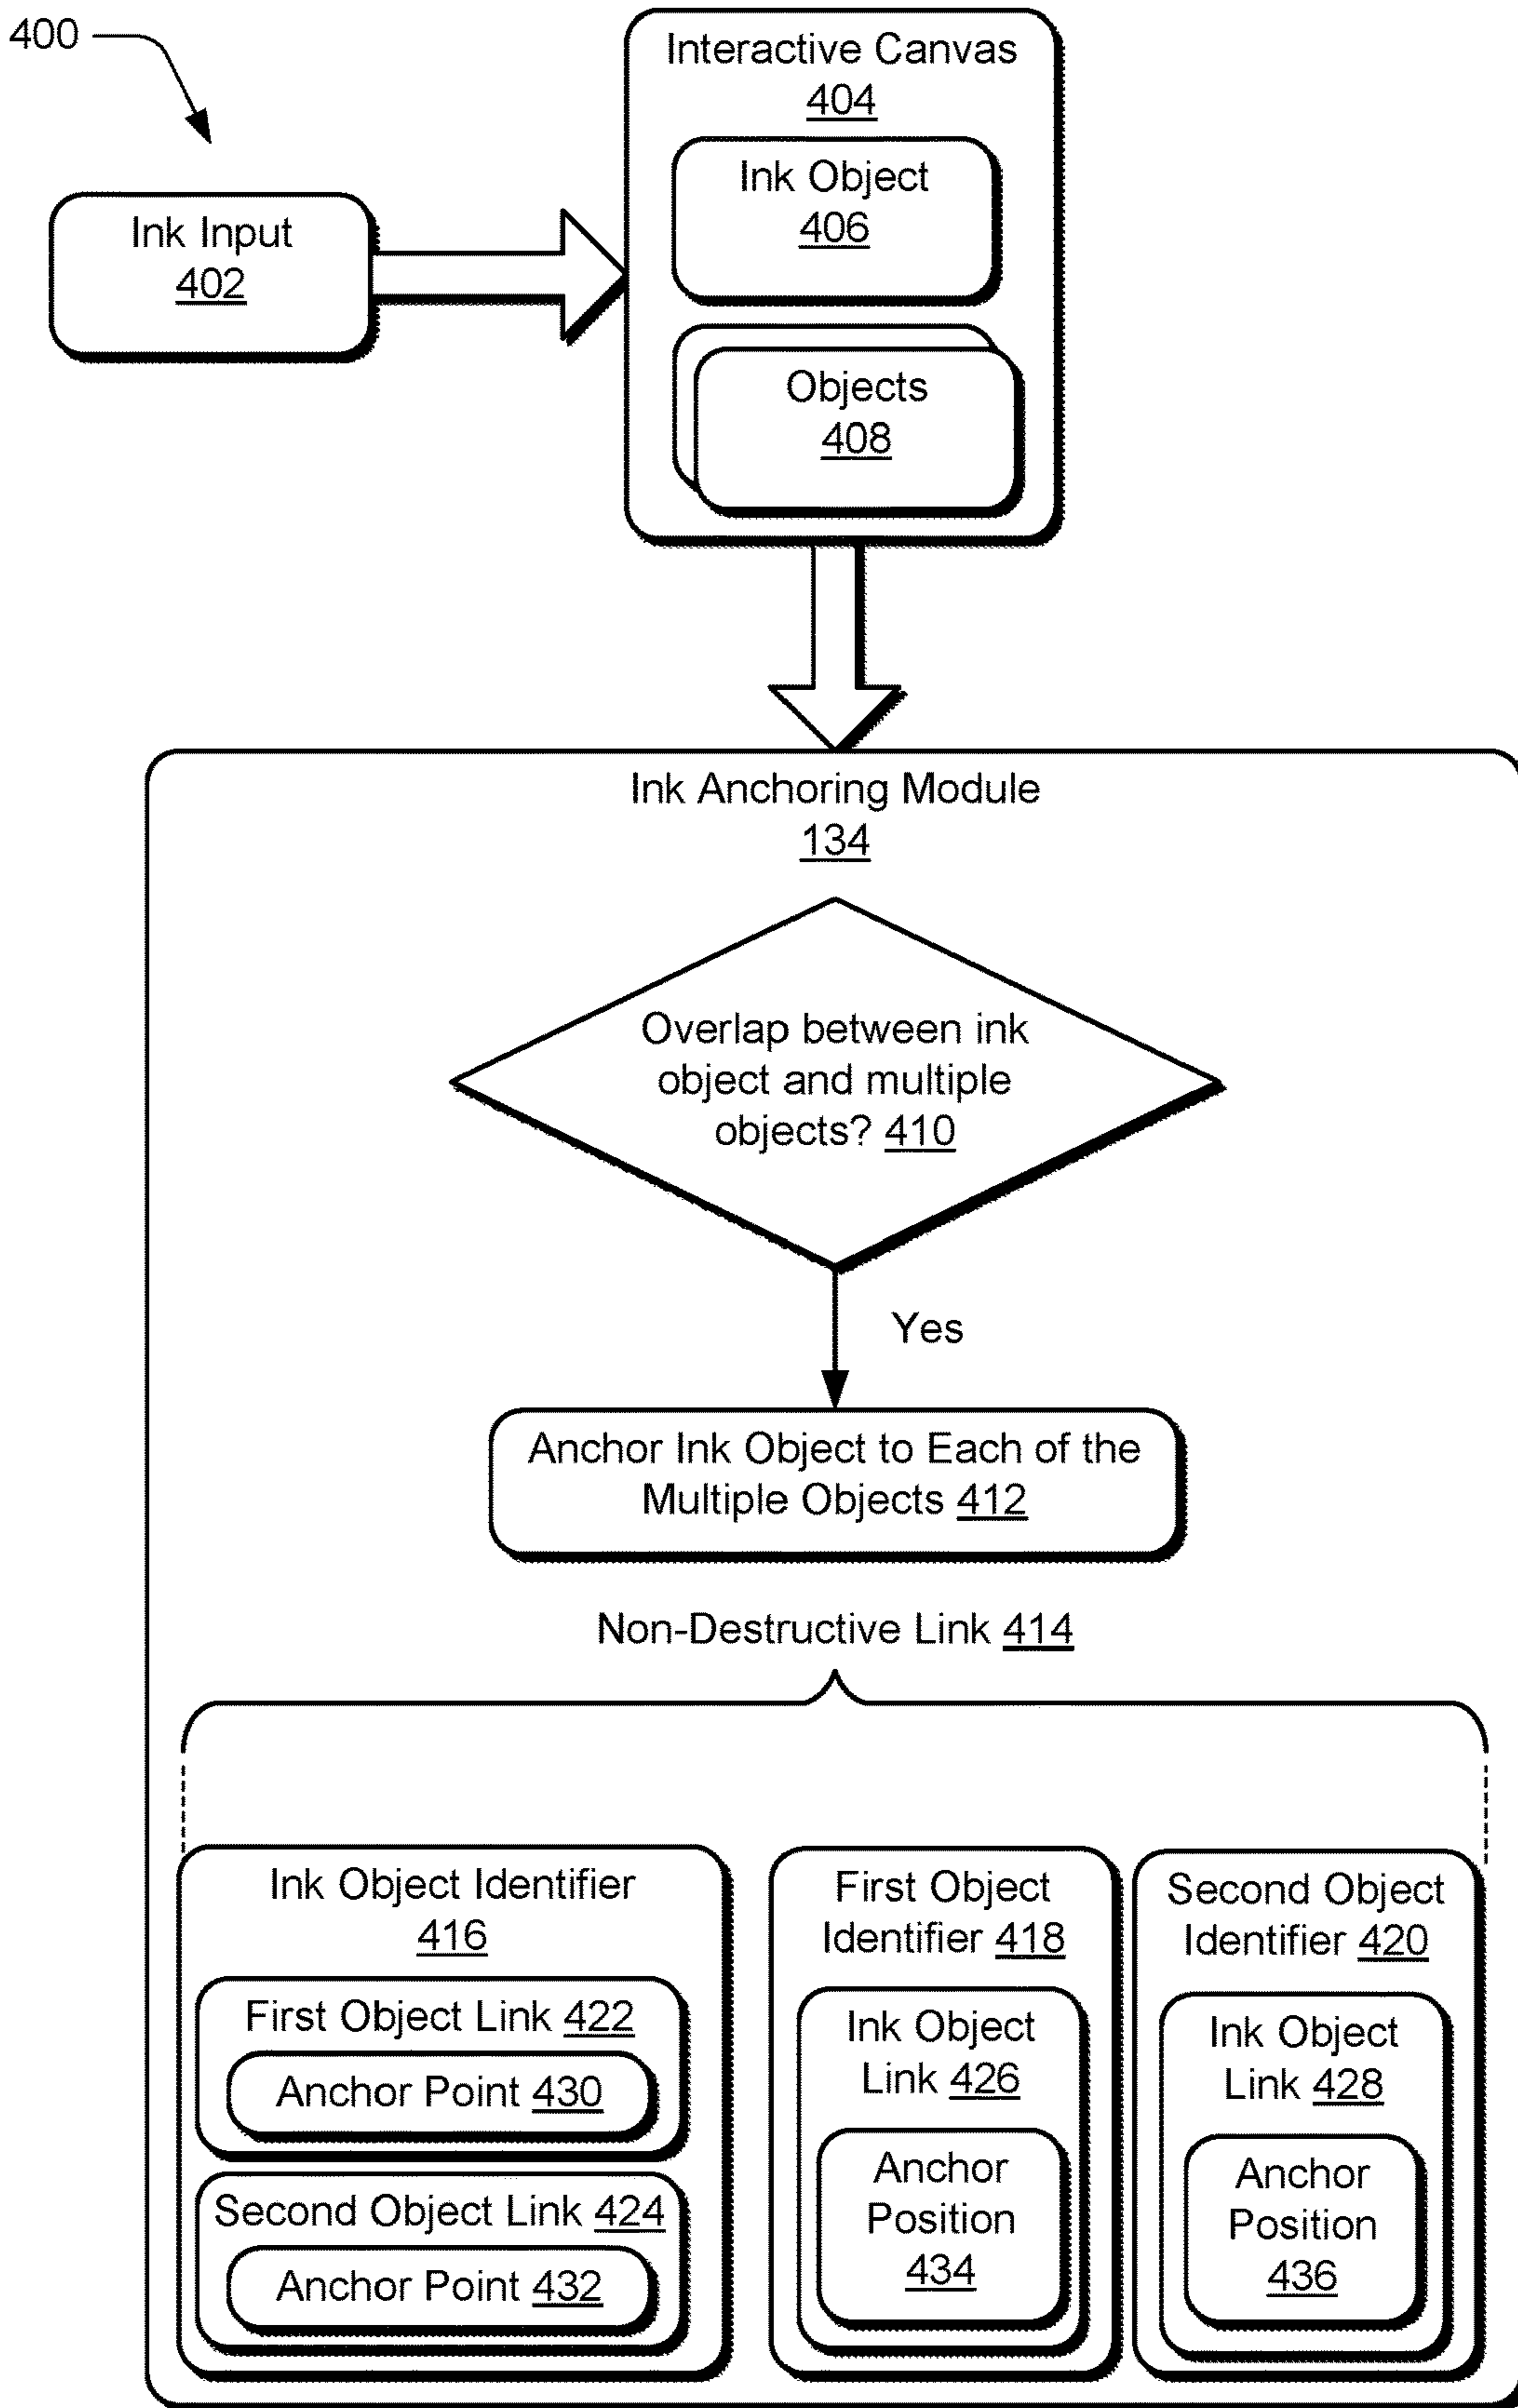 400
Interactive Canvas
404
Ink Object
406
Ink Input
402
Objects
408
Ink Anchoring Module
134
Overlap between ink
object and multiple
objects? 410
Yes
Anchor Ink Object to Each of the
Multiple Objects 412
Non-Destructive Link 414
Ink Object Identifier
416
First Object Link 422
Anchor Point 430
Second Object Link 424
Anchor Point 432
First Object
Identifier 418
Ink Object
Link 426
Anchor
Position
434
Second Object
Identifier 420
Ink Object
Link 428
Anchor
Position
436